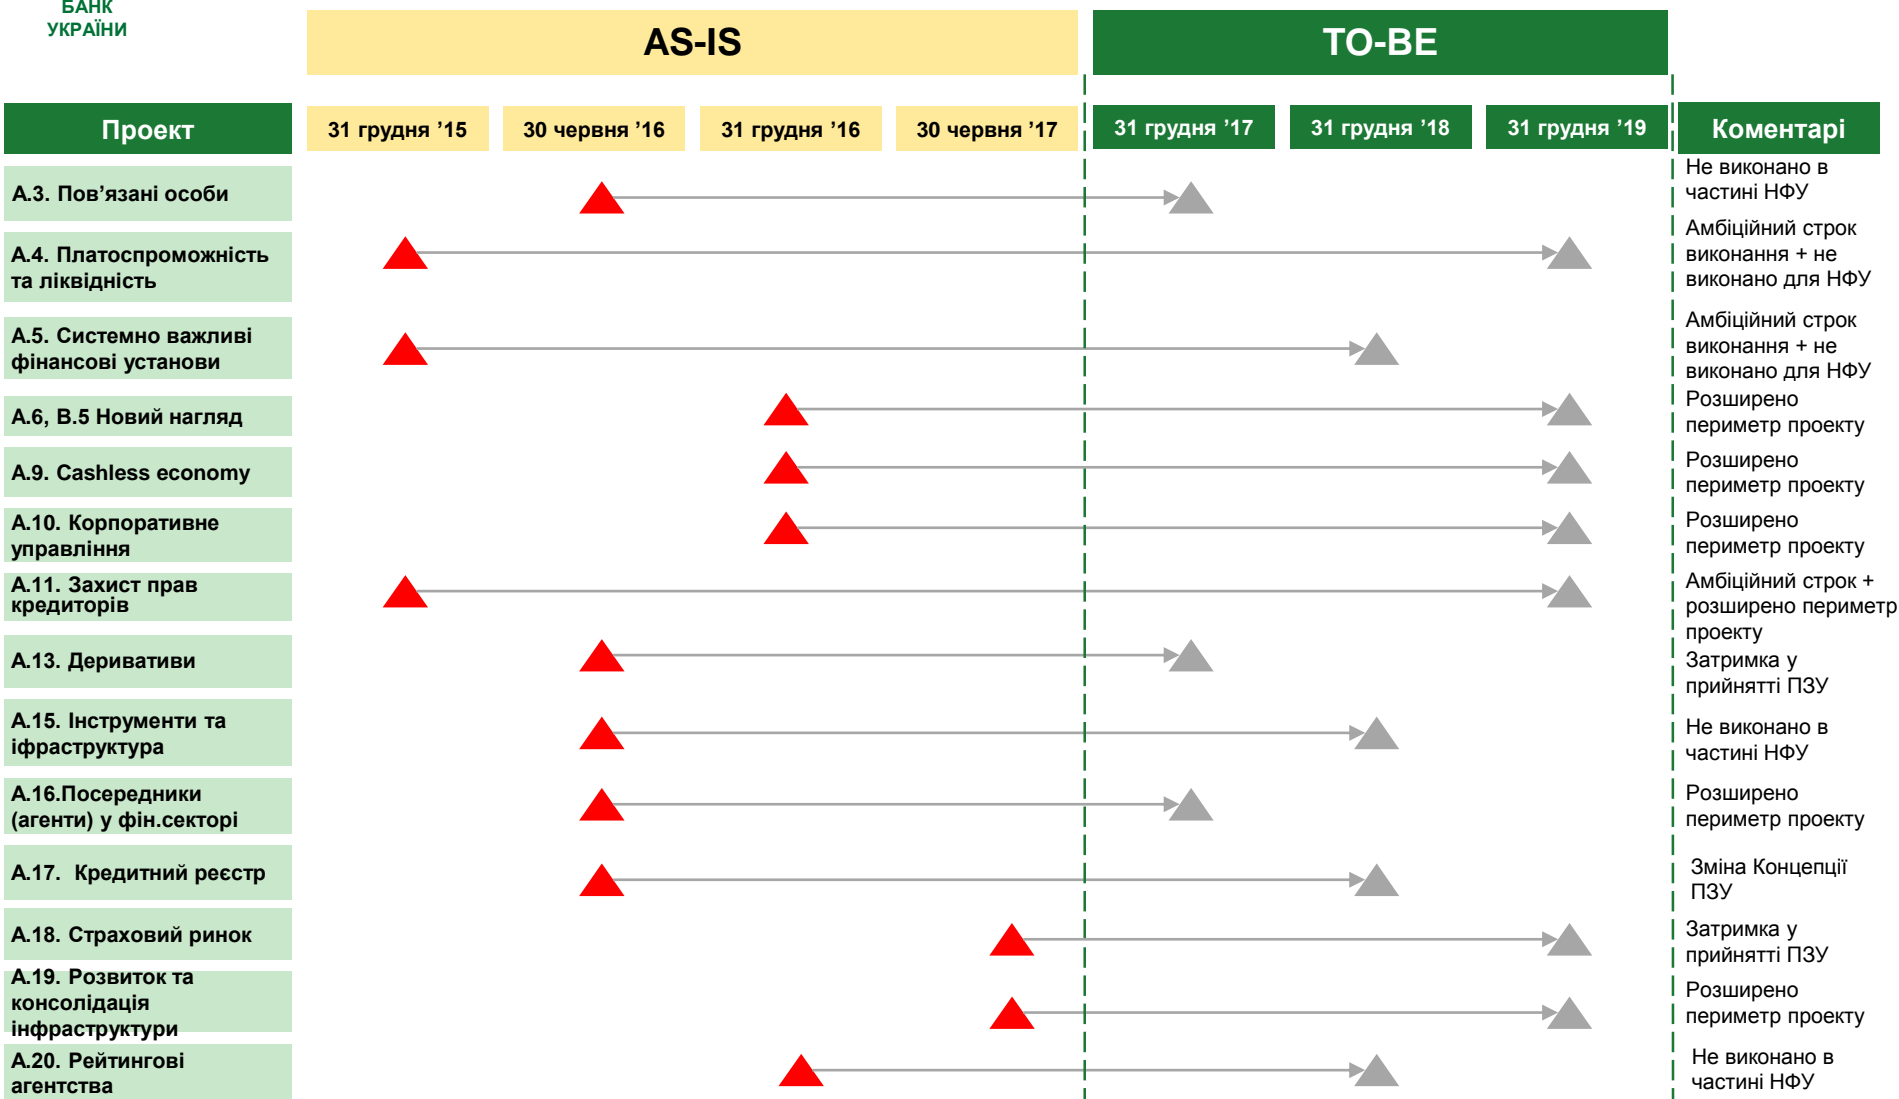 БАНК
УКРАЇНИ
AS-IS
TO-BE
Проект
31 грудня ’15
30 червня ’16
31 грудня ’16
30 червня ’17
31 грудня ’17
31 грудня ’18
31 грудня ’19
Коментарі
А.3. Пов’язані особи
Не виконано в
частині НФУ
А.4. Платоспроможність
та ліквідність
Амбіційний строк
виконання + не
виконано для НФУ
А.5. Системно важливі
фінансові установи
Амбіційний строк
виконання + не
виконано для НФУ
А.6, В.5 Новий нагляд
Розширено
периметр проекту
А.9. Cashless economy
Розширено
периметр проекту
А.10. Корпоративне
управління
Розширено
периметр проекту
А.11. Захист прав
кредиторів
Амбіційний строк +
розширено периметр
проекту
А.13. Деривативи
Затримка у
прийнятті ПЗУ
А.15. Інструменти та
іфраструктура
Не виконано в
частині НФУ
А.16.Посередники
(агенти) у фін.секторі
Розширено
периметр проекту
А.17. Кредитний реєстр
Зміна Концепції
ПЗУ
А.18. Страховий ринок
Затримка у
прийнятті ПЗУ
А.19. Розвиток та
консолідація
інфраструктури
Розширено
периметр проекту
А.20. Рейтингові
агентства
Не виконано в
частині НФУ